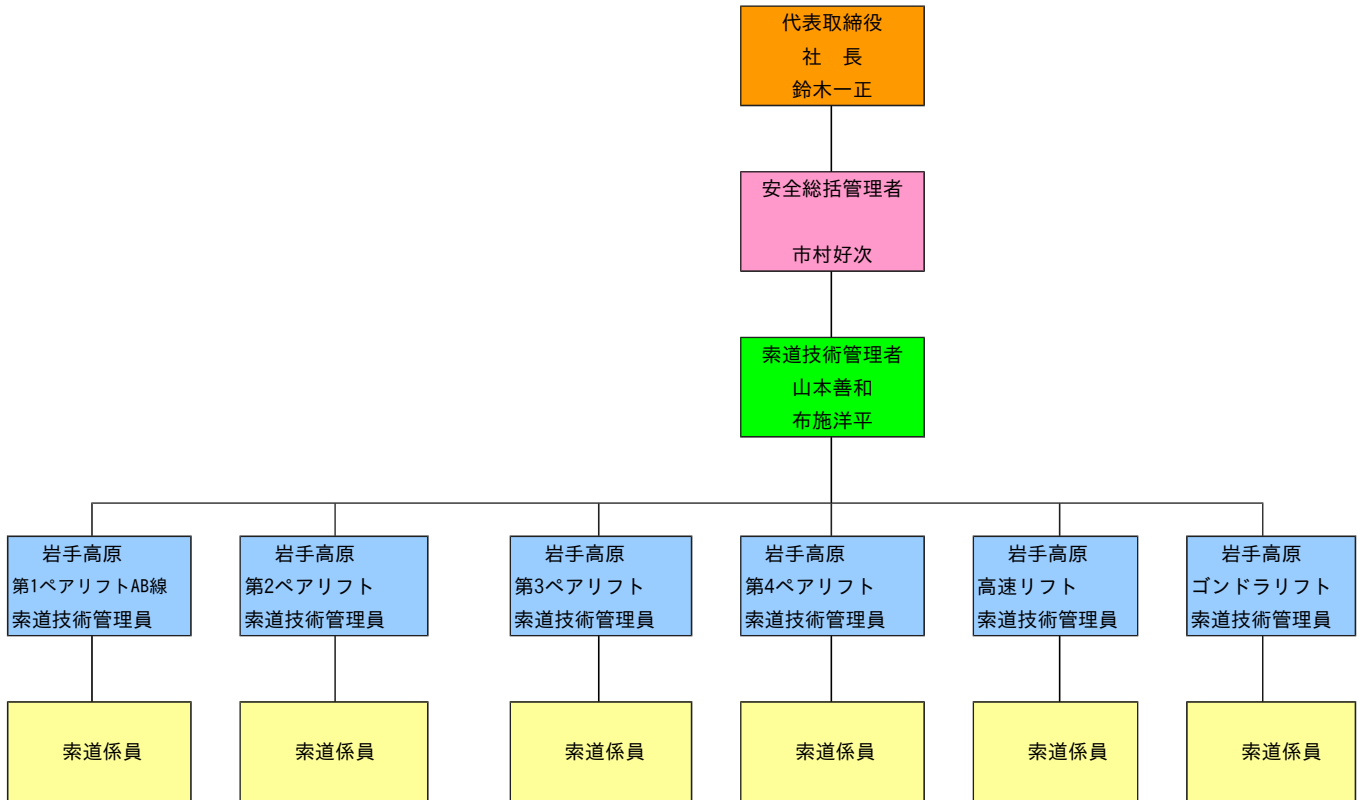 代表取締役
社　長
鈴木一正
安全総括管理者
市村好次
索道技術管理者
山本善和
布施洋平
岩手高原
第1ペアリフトAB線
索道技術管理員
岩手高原
第2ペアリフト
索道技術管理員
岩手高原
第3ペアリフト
索道技術管理員
岩手高原
第4ペアリフト
索道技術管理員
岩手高原
高速リフト
索道技術管理員
岩手高原
ゴンドラリフト
索道技術管理員
索道係員
索道係員
索道係員
索道係員
索道係員
索道係員